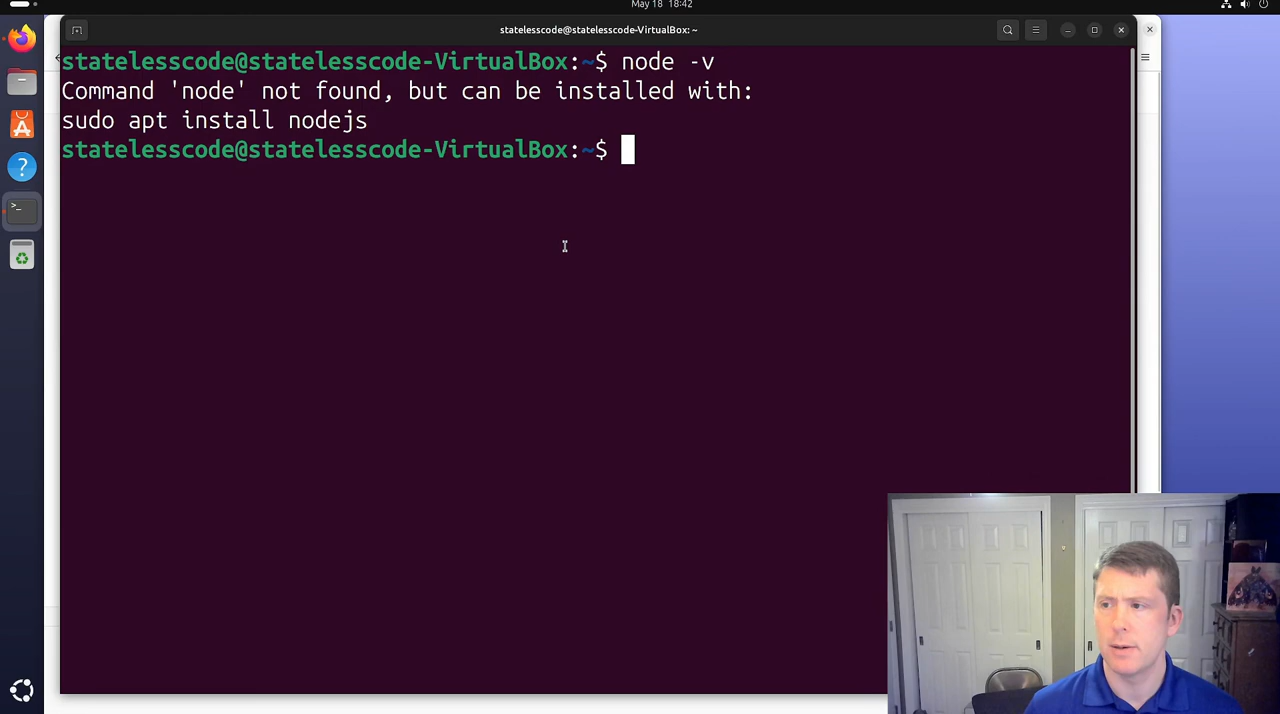 May 18 18:42
statelesscode@statelesscode-VirtualBox: ~
statelesscode@statelesscode-VirtualBox:~$ node -v
Command 'node' not found, but can be installed with:
sudo apt install nodejs
statelesscode@statelesscode-VirtualBox:~$